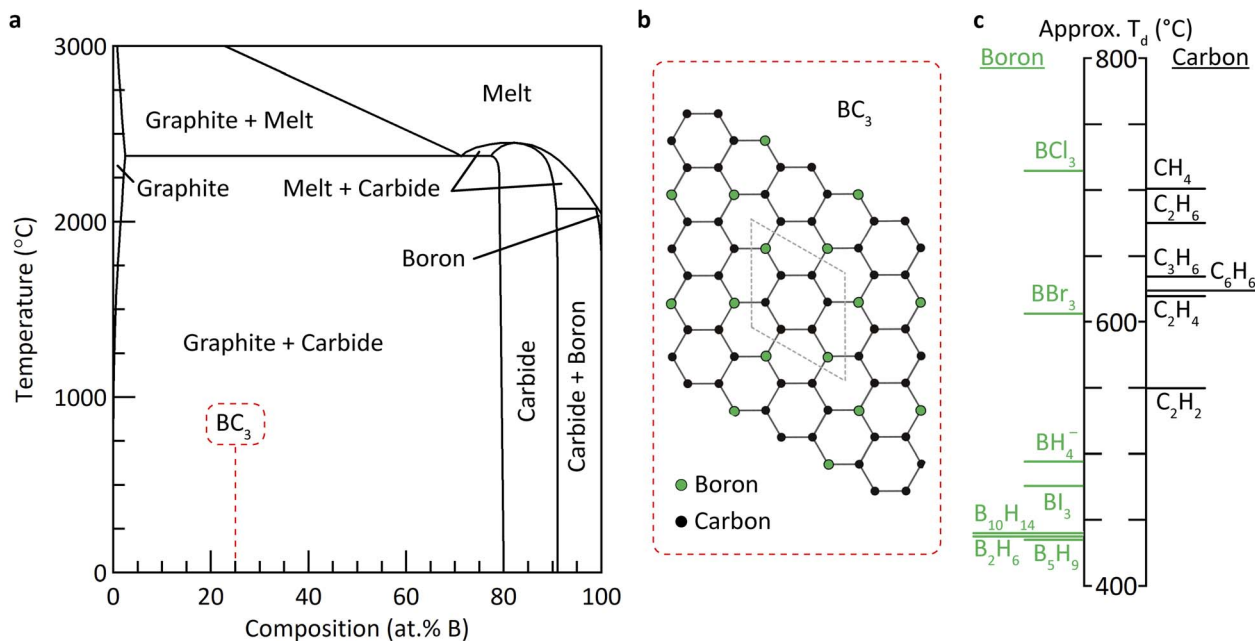 a
3000
2000
1000
0
Temperature (°C)
0 20 40 60 80 100
Composition (at.% B)
Melt
Graphite + Melt
Graphite
Melt + Carbide
Boron
Graphite + Carbide
BC₃
Carbide
Carbide + Boron
b
BC₃
Boron
Carbon
c
Approx. T_d (°C)
Boron
Carbon
800
600
400
BCl₃
BBr₃
BH₄⁻
BI₃
B₁₀H₁₄
B₂H₆
B₅H₉
CH₄
C₂H₆
C₃H₆
C₆H₆
C₂H₄
C₂H₂